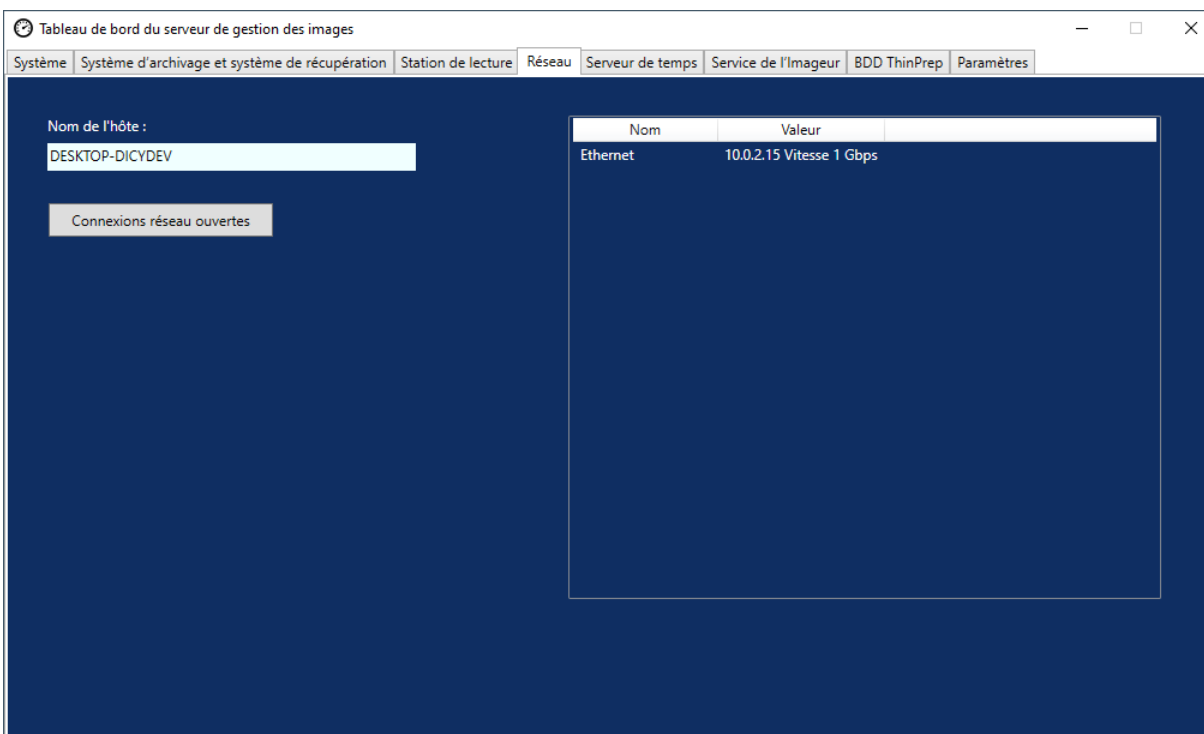 Tableau de bord du serveur de gestion des images
Système Système d'archivage et système de récupération Station de lecture Réseau Serveur de temps Service de l'Imageur BDD ThinPrep Paramètres
Nom de l'hôte :
DESKTOP-DICYDEV
Connexions réseau ouvertes
Nom Valeur
Ethernet 10.0.2.15 Vitesse 1 Gbps